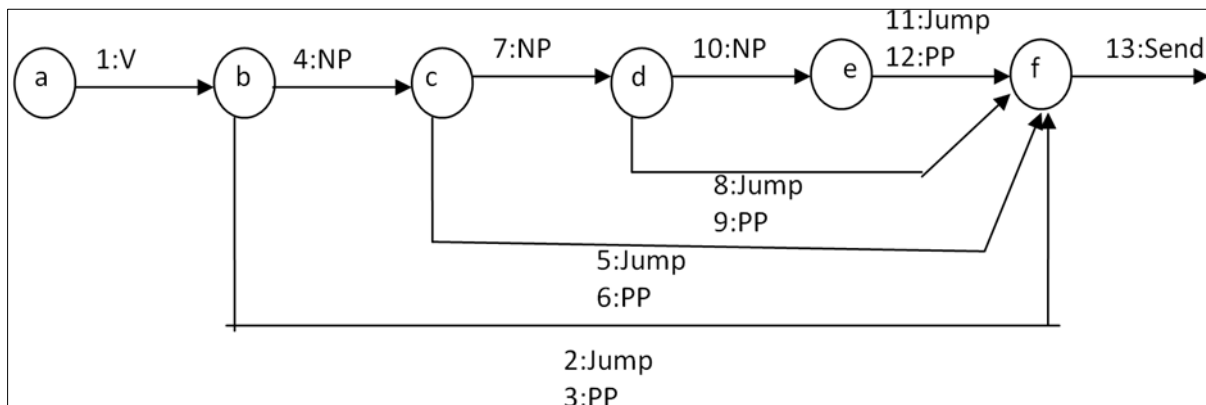 11:Jump
1:V
4:NP
7:NP
10:NP
12:PP
13:Send
a
b
c
d
e
f
8:Jump
9:PP
5:Jump
6:PP
2:Jump
3:PP